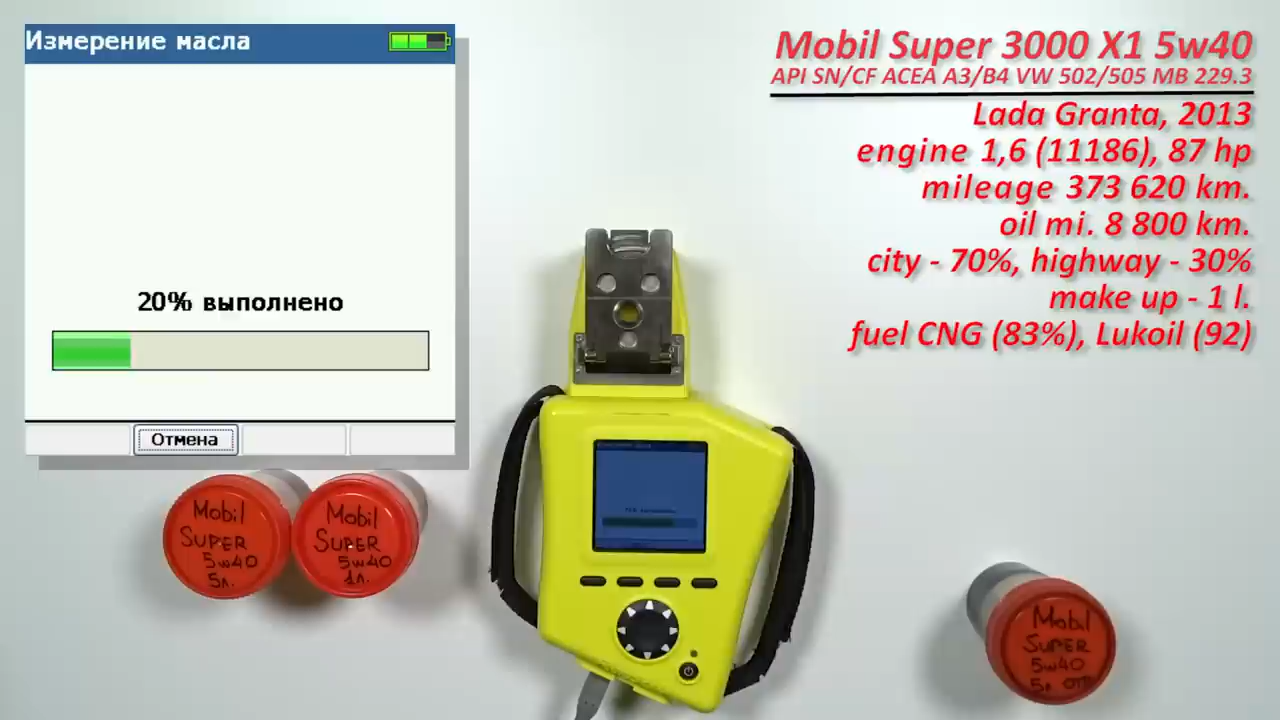 Измерение масла
20% выполнено
Отмена
Mobil Super 3000 X1 5w40
API SN/CF ACEA A3/B4 VW 502/505 MB 229.3
Lada Granta, 2013
engine 1,6 (11186), 87 hp
mileage 373 620 km.
oil mi. 8 800 km.
city - 70%, highway - 30%
make up - 1 l.
fuel CNG (83%), Lukoil (92)
Mobil
SUPER
5w40
5л.
Mobil
SUPER
5w40
1л.
Mobil
SUPER
5w40